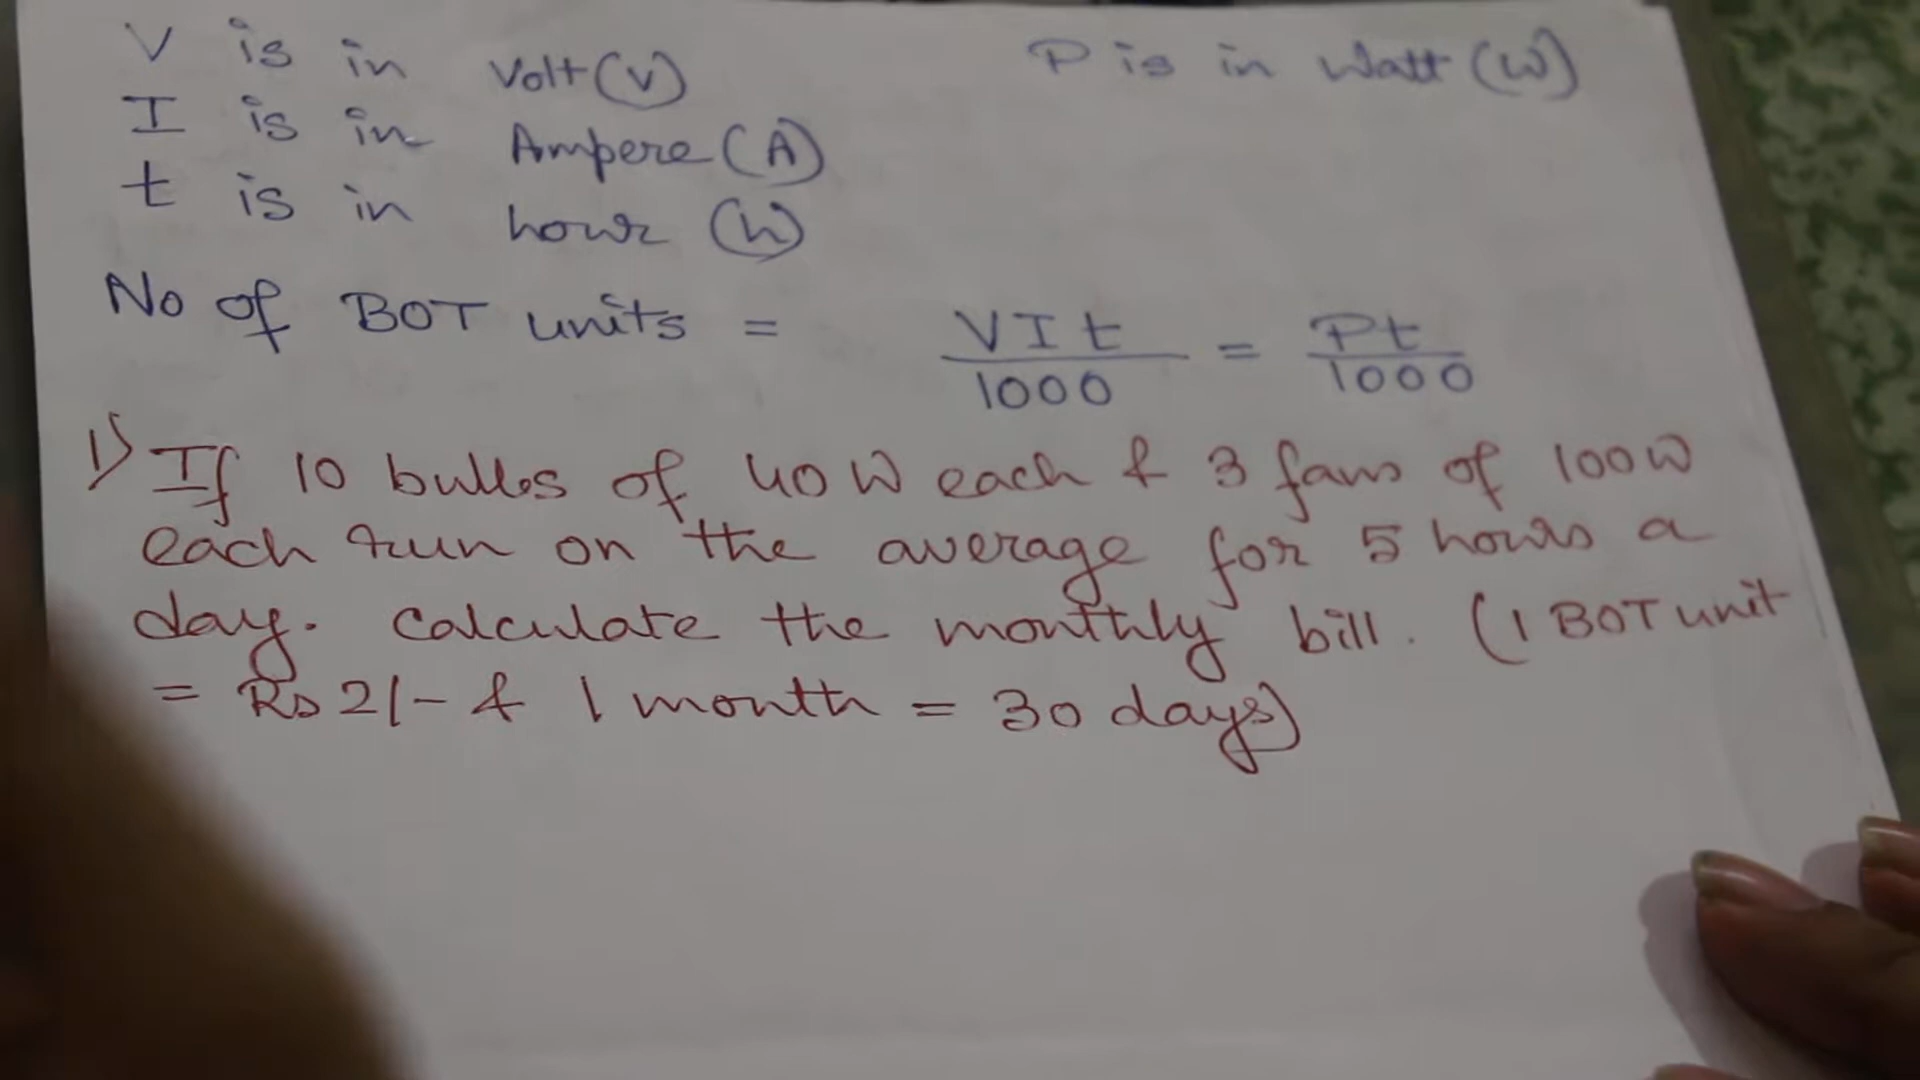 V is in Volt (V)
P is in Watt (W)
I is in Ampere (A)
t is in hour (h)
No of BOT units = VIt/1000 = Pt/1000
1) If 10 bulbs of 40 W each & 3 fans of 100W
each run on the average for 5 hours a
day. Calculate the monthly bill. (1 BOT unit
= Rs 2/- & 1 month = 30 days)